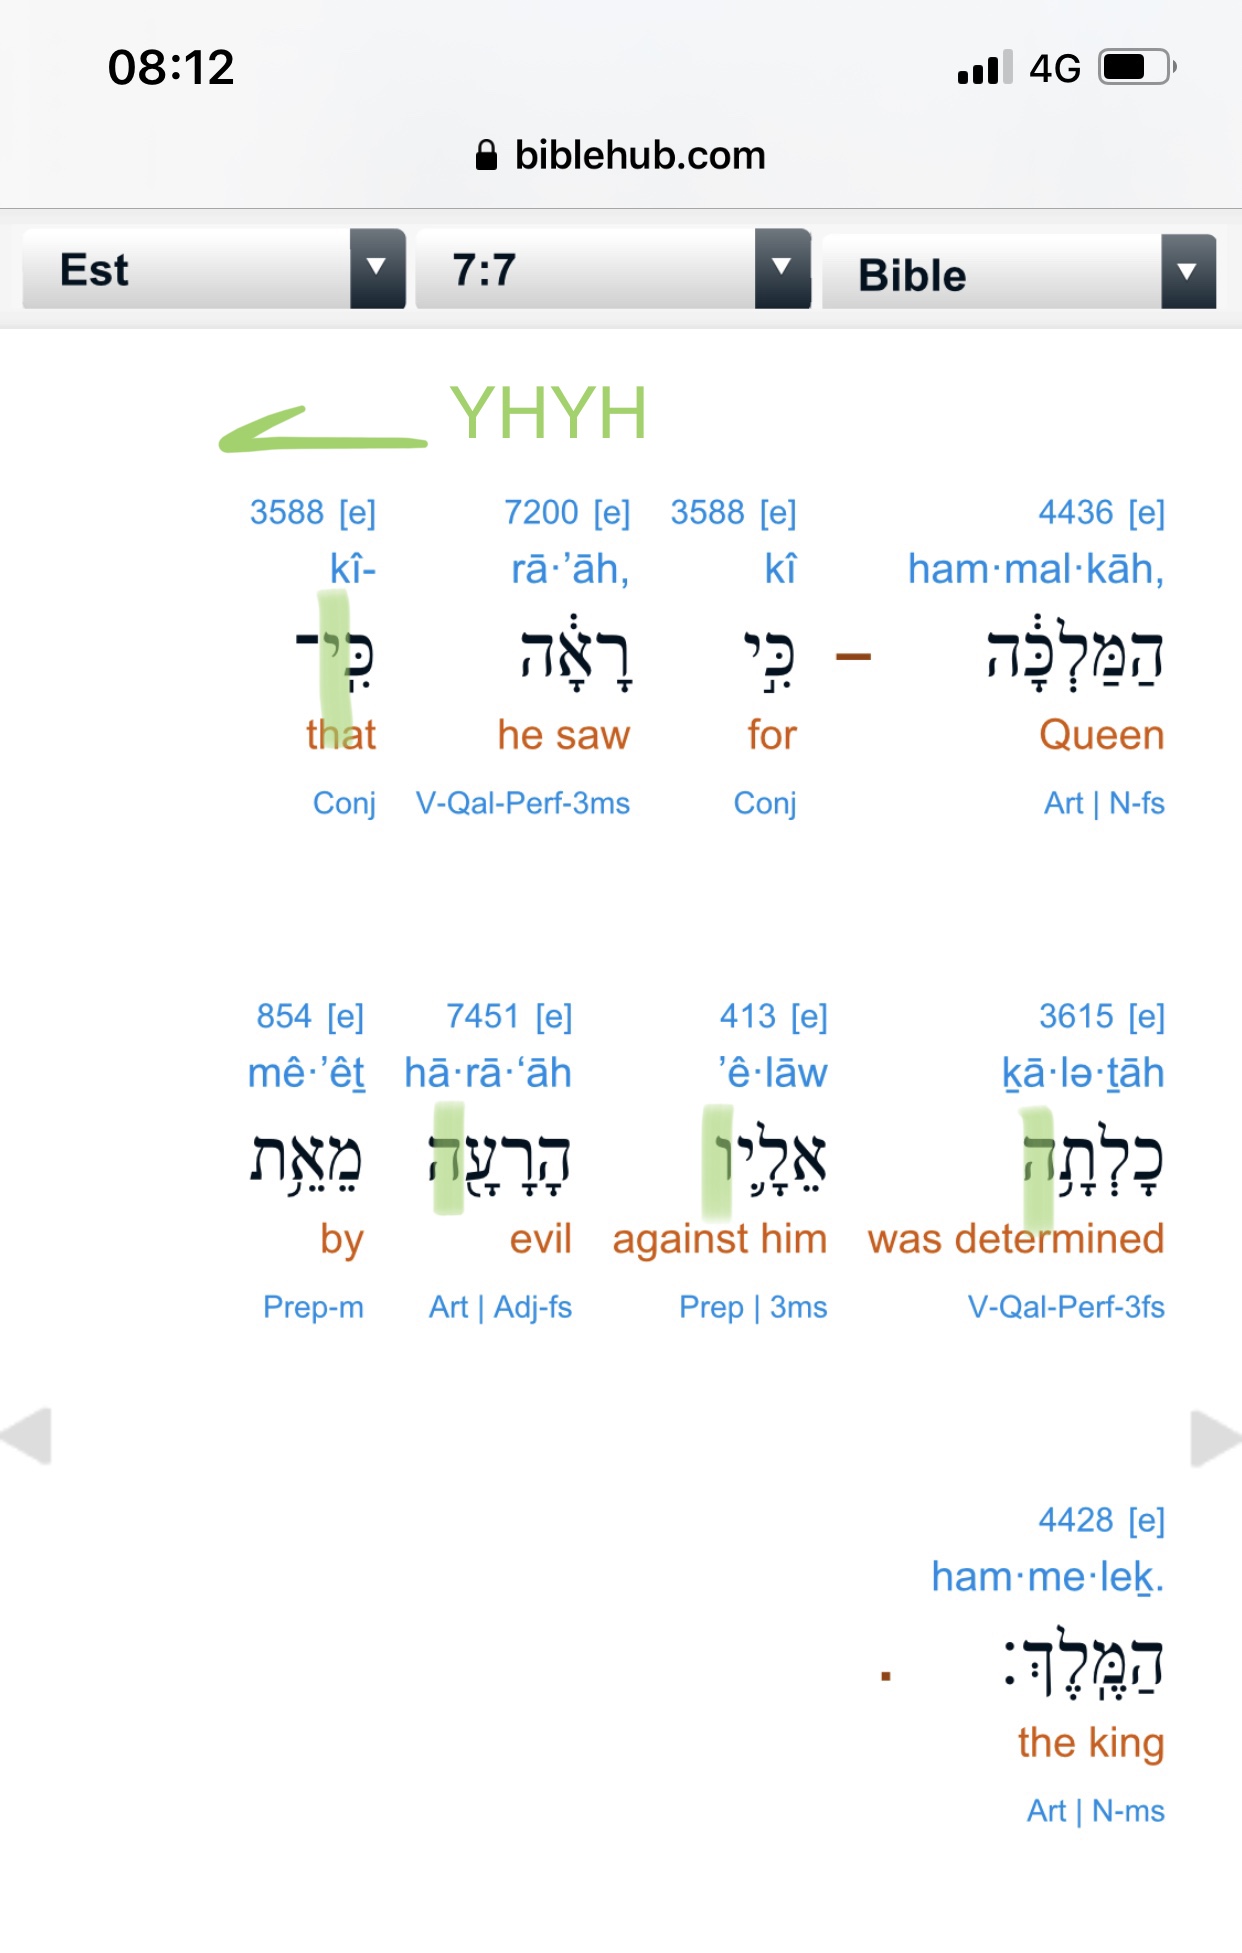 08:12 4G
biblehub.com
Est 7:7 Bible
YHYH
3588 [e] 7200 [e] 3588 [e] 4436 [e]
kî- rā·’āh, kî ham·mal·kāh,
הַמַּלְכָּ֔ה – כִּ֣י רָאָ֔ה כִּֽי־
that he saw for Queen
Conj V-Qal-Perf-3ms Conj Art | N-fs
854 [e] 7451 [e] 413 [e] 3615 [e]
mê·’êṯ hā·rā·‘āh ’ê·lāw ḵā·lə·ṯāh
כָלְתָ֥ה אֵלָ֛יו הָרָעָ֖ה מֵאֵ֥ת
by evil against him was determined
Prep-m Art | Adj-fs Prep | 3ms V-Qal-Perf-3fs
4428 [e]
ham·me·leḵ.
הַמֶּֽלֶךְ׃ .
the king
Art | N-ms